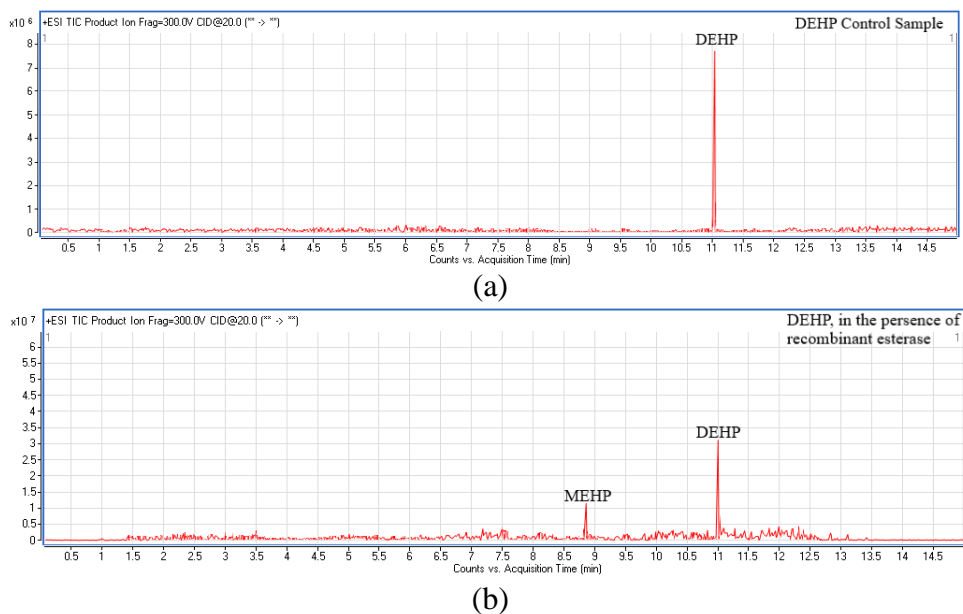 +ESI TIC Product Ion Frag=300.0V CID@20.0 (** -> **)
DEHP Control Sample
x10 6
1
1
DEHP
8
7
6
5
4
3
2
1
0
0.5 1 1.5 2 2.5 3 3.5 4 4.5 5 5.5 6 6.5 7 7.5 8 8.5 9 9.5 10 10.5 11 11.5 12 12.5 13 13.5 14 14.5
Counts vs. Acquisition Time (min)
(a)
+ESI TIC Product Ion Frag=300.0V CID@20.0 (** -> **)
DEHP, in the persence of
recombinant esterase
x10 7
1
1
6
5.5
5
4.5
4
3.5
3
2.5
2
1.5
1
0.5
0
DEHP
MEHP
0.5 1 1.5 2 2.5 3 3.5 4 4.5 5 5.5 6 6.5 7 7.5 8 8.5 9 9.5 10 10.5 11 11.5 12 12.5 13 13.5 14 14.5
Counts vs. Acquisition Time (min)
(b)